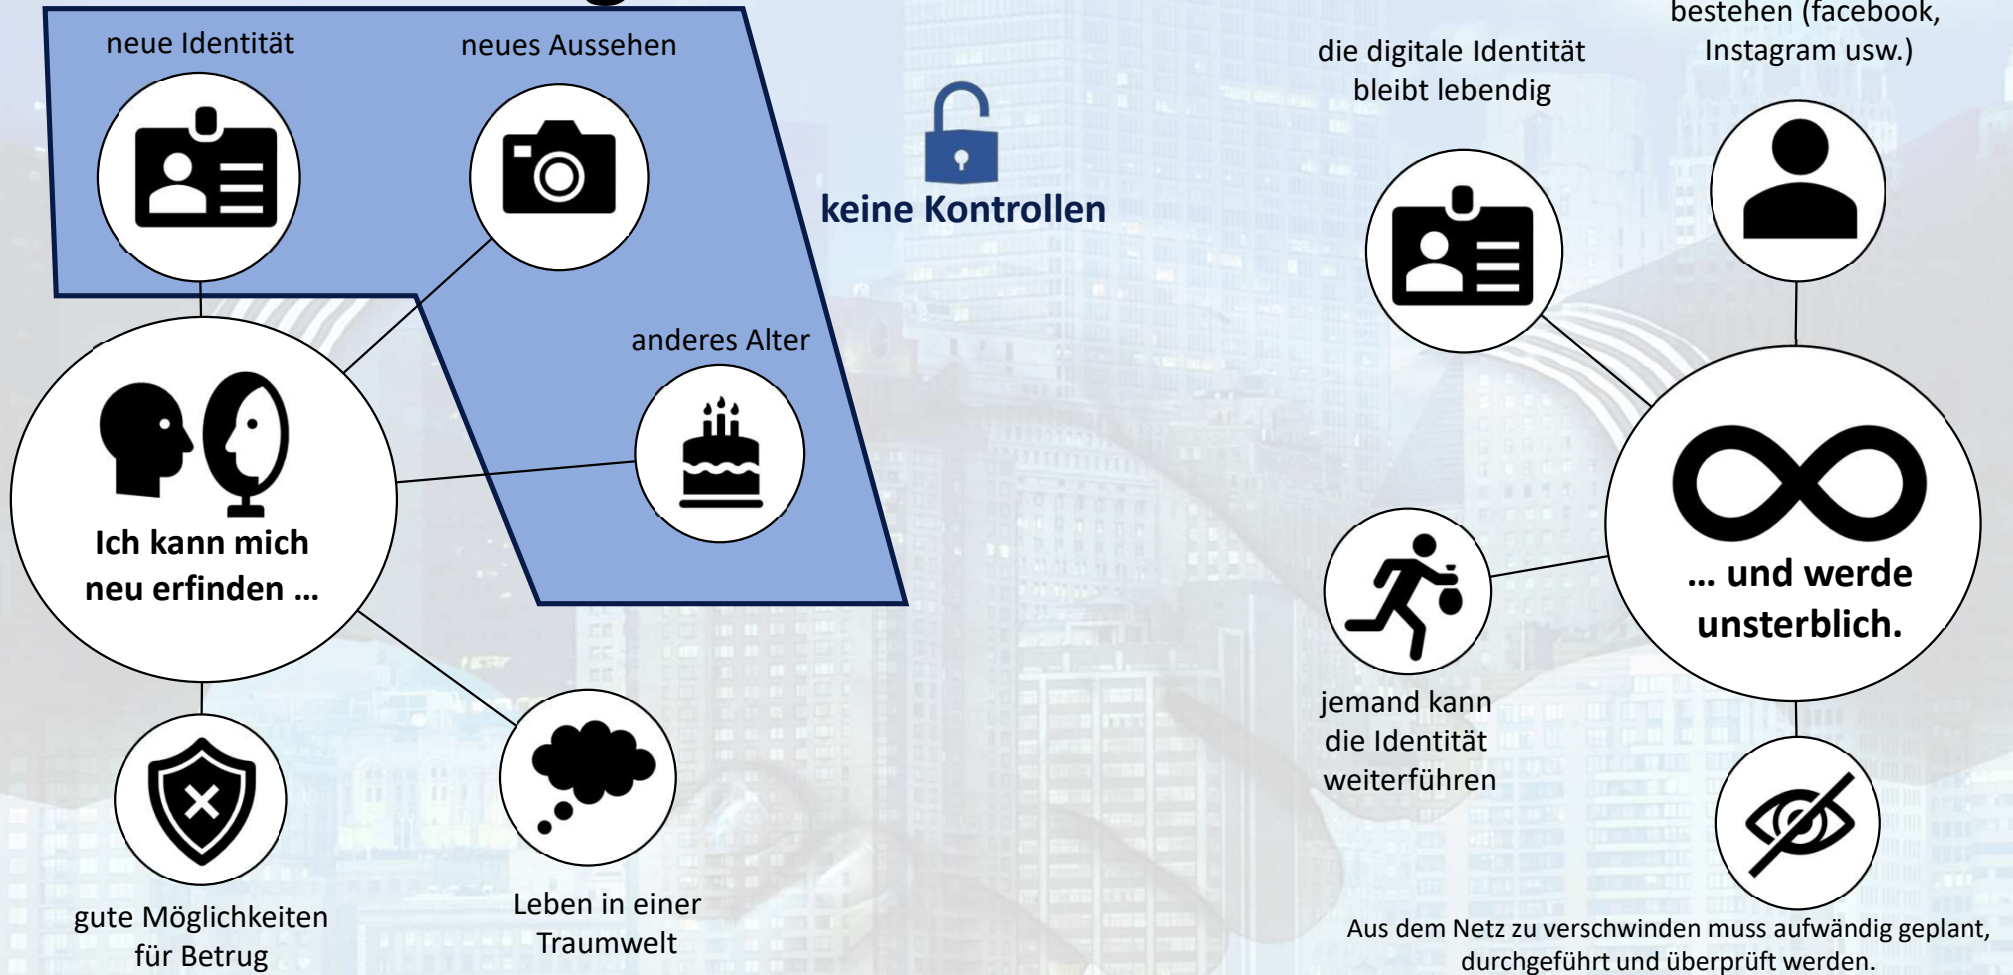 neue Identität
neues Aussehen
anderes Alter
keine Kontrollen
Ich kann mich
neu erfinden ...
gute Möglichkeiten
für Betrug
Leben in einer
Traumwelt
die digitale Identität
bleibt lebendig
bestehen (facebook,
Instagram usw.)
... und werde
unsterblich.
jemand kann
die Identität
weiterführen
Aus dem Netz zu verschwinden muss aufwändig geplant,
durchgeführt und überprüft werden.